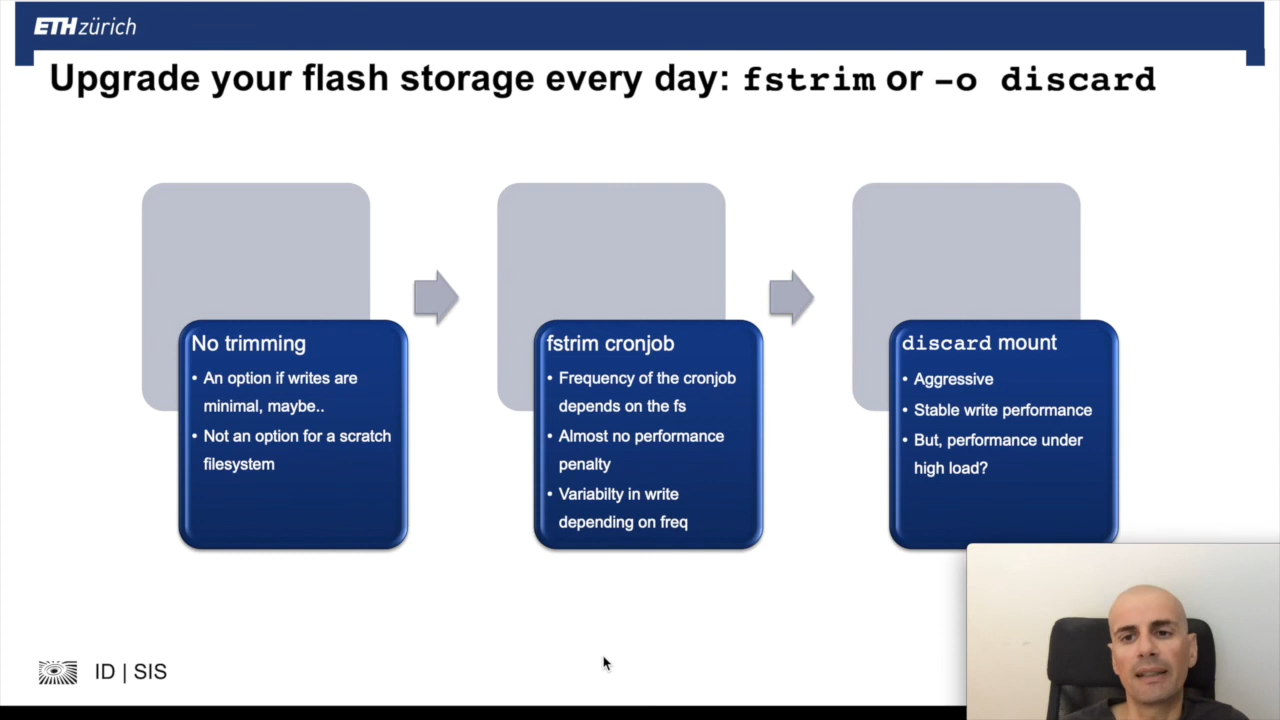 ETH zürich
Upgrade your flash storage every day: fstrim or -o discard
No trimming
• An option if writes are
minimal, maybe..
• Not an option for a scratch
filesystem
fstrim cronjob
• Frequency of the cronjob
depends on the fs
• Almost no performance
penalty
• Variabilty in write
depending on freq
discard mount
• Aggressive
• Stable write performance
• But, performance under
high load?
ID | SIS